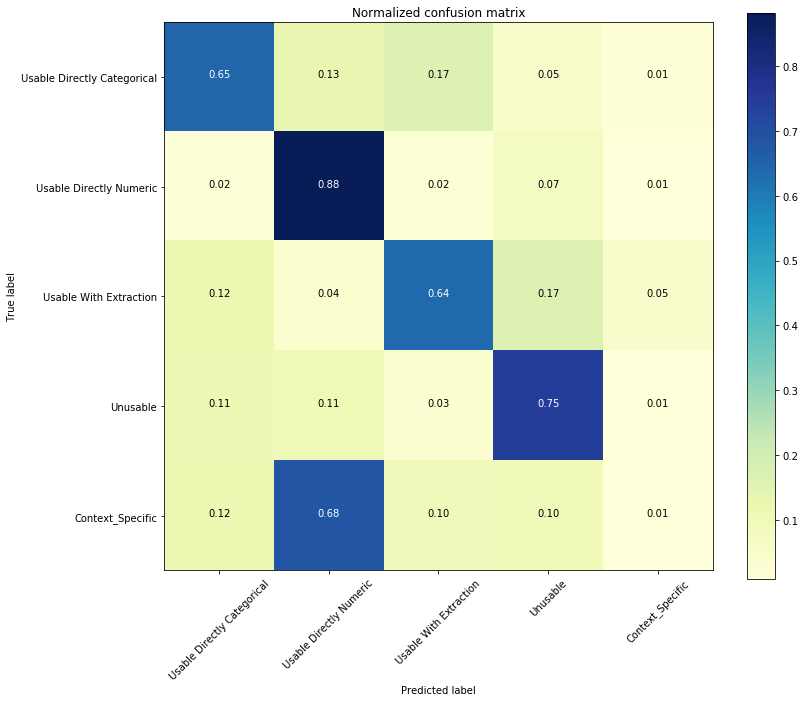 Normalized confusion matrix
Usable Directly Categorical 0.65 0.13 0.17 0.05 0.01
Usable Directly Numeric 0.02 0.88 0.02 0.07 0.01
Usable With Extraction 0.12 0.04 0.64 0.17 0.05
Unusable 0.11 0.11 0.03 0.75 0.01
Context_Specific 0.12 0.68 0.10 0.10 0.01
True label
Usable Directly Categorical
Usable Directly Numeric
Usable With Extraction
Unusable
Context_Specific
Predicted label
0.8
0.7
0.6
0.5
0.4
0.3
0.2
0.1